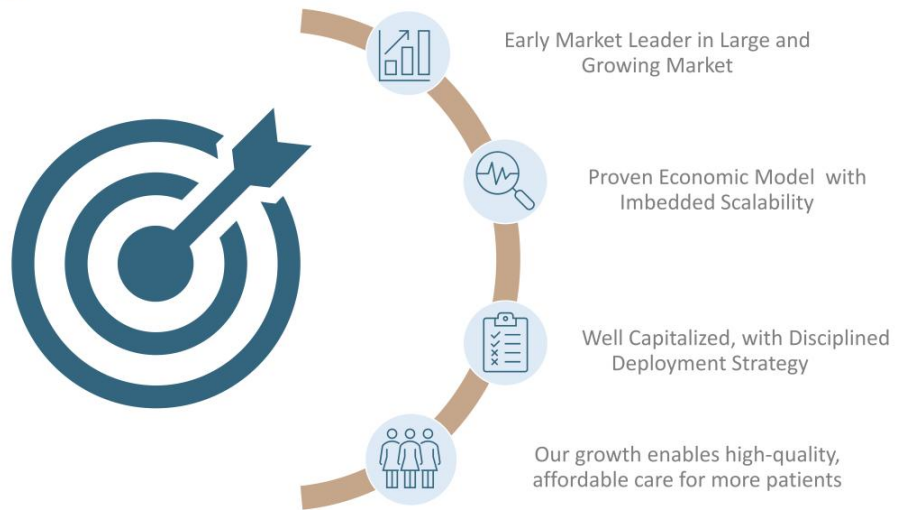 Early Market Leader in Large and
Growing Market
Proven Economic Model with
Imbedded Scalability
Well Capitalized, with Disciplined
Deployment Strategy
Our growth enables high-quality,
affordable care for more patients